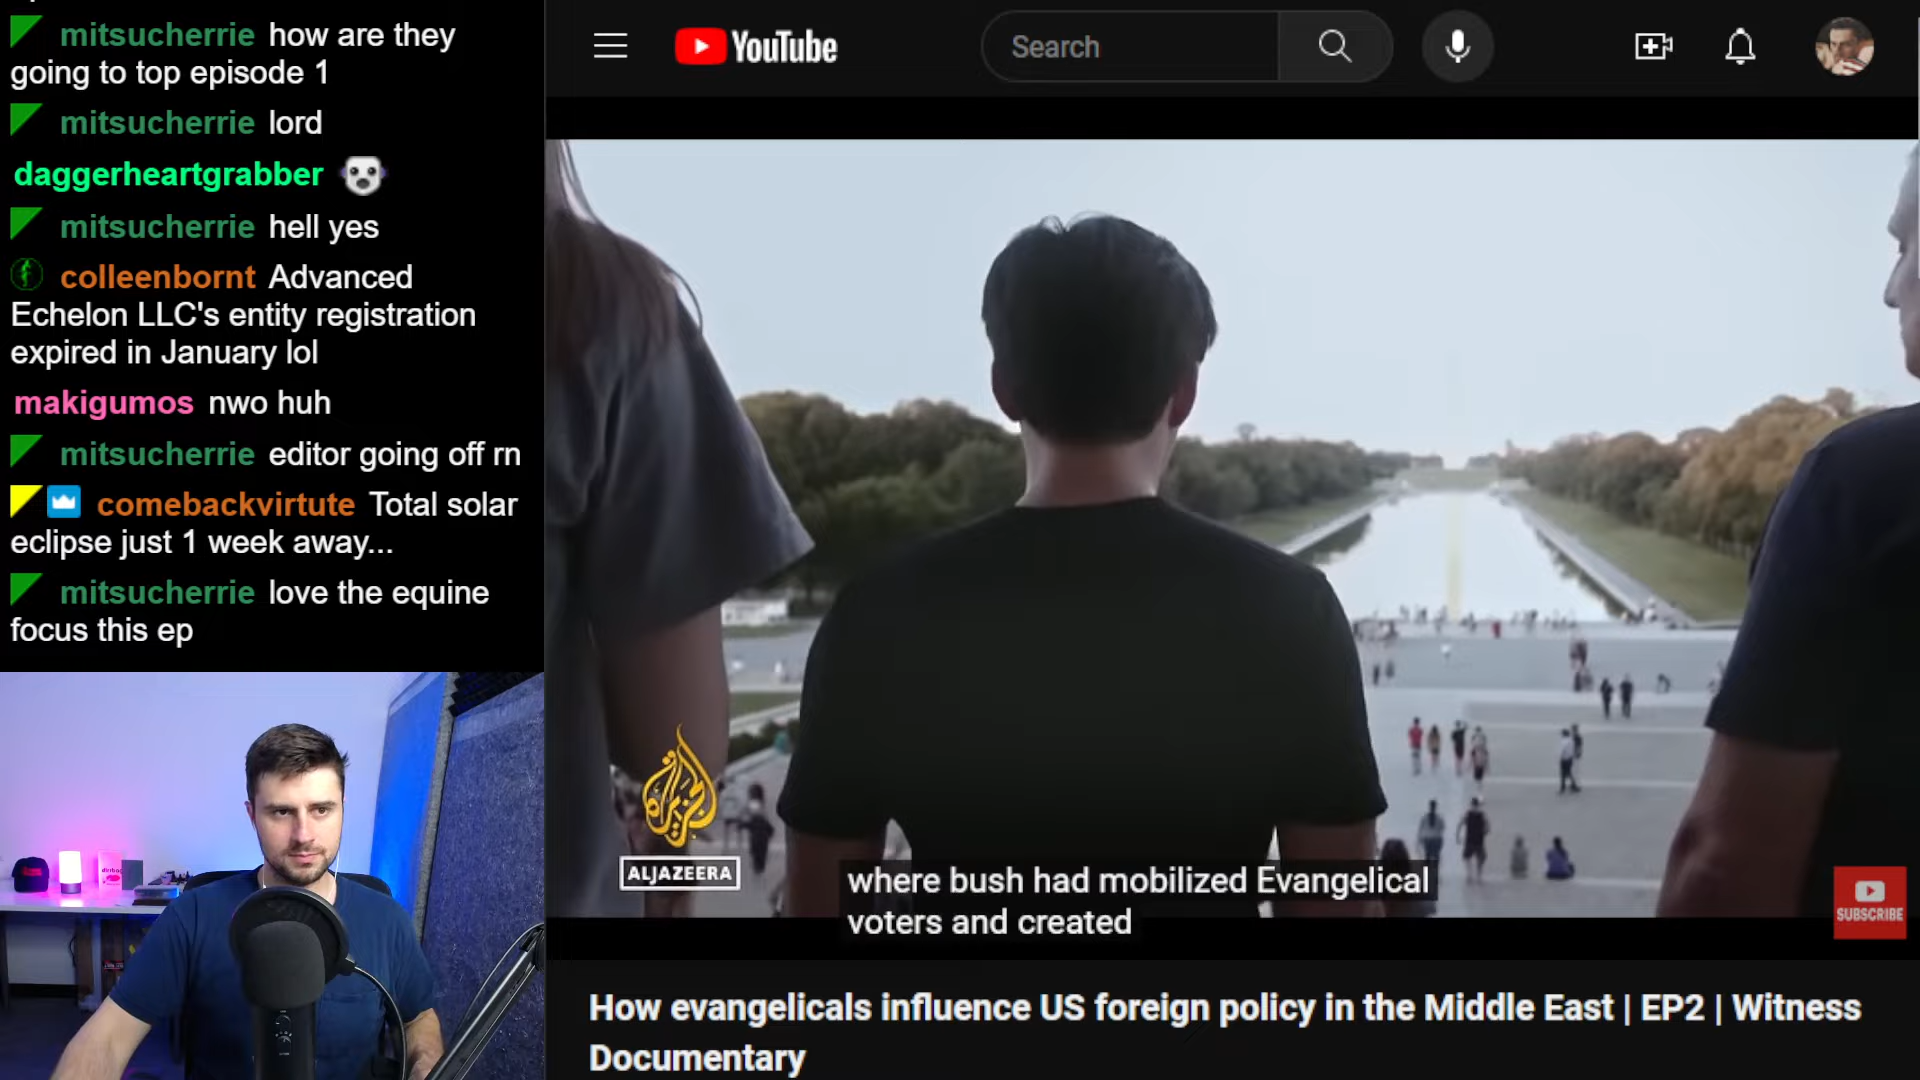 mitsucherrie how are they
going to top episode 1
mitsucherrie lord
daggerheartgrabber
mitsucherrie hell yes
colleenbornt Advanced
Echelon LLC's entity registration
expired in January lol
makigumos nwo huh
mitsucherrie editor going off rn
comebackvirtute Total solar
eclipse just 1 week away...
mitsucherrie love the equine
focus this ep
YouTube
Search
الجزيرة
ALJAZEERA
where bush had mobilized Evangelical
voters and created
SUBSCRIBE
How evangelicals influence US foreign policy in the Middle East | EP2 | Witness
Documentary